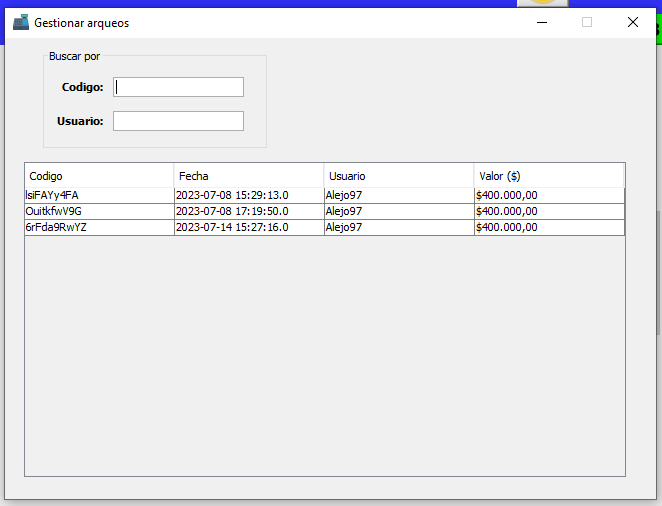 Gestionar arqueos
Buscar por
Codigo:
Usuario:
Codigo Fecha Usuario Valor ($)
lsiFAYy4FA 2023-07-08 15:29:13.0 Alejo97 $400.000,00
OuitkfwV9G 2023-07-08 17:19:50.0 Alejo97 $400.000,00
6rFda9RwYZ 2023-07-14 15:27:16.0 Alejo97 $400.000,00